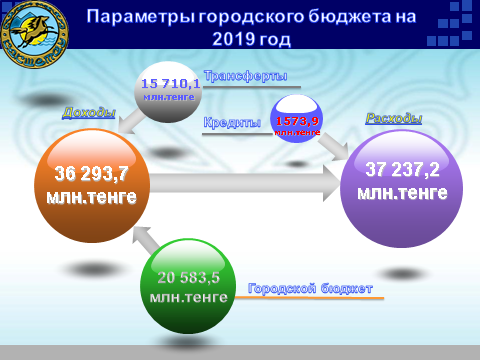 Параметры городского бюджета на
2019 год
15 710,1
млн.тенге
Трансферты
Доходы
Кредиты
1573,9
млн.тенге
Расходы
36 293,7
млн.тенге
37 237,2
млн.тенге
20 583,5
млн.тенге
Городской бюджет